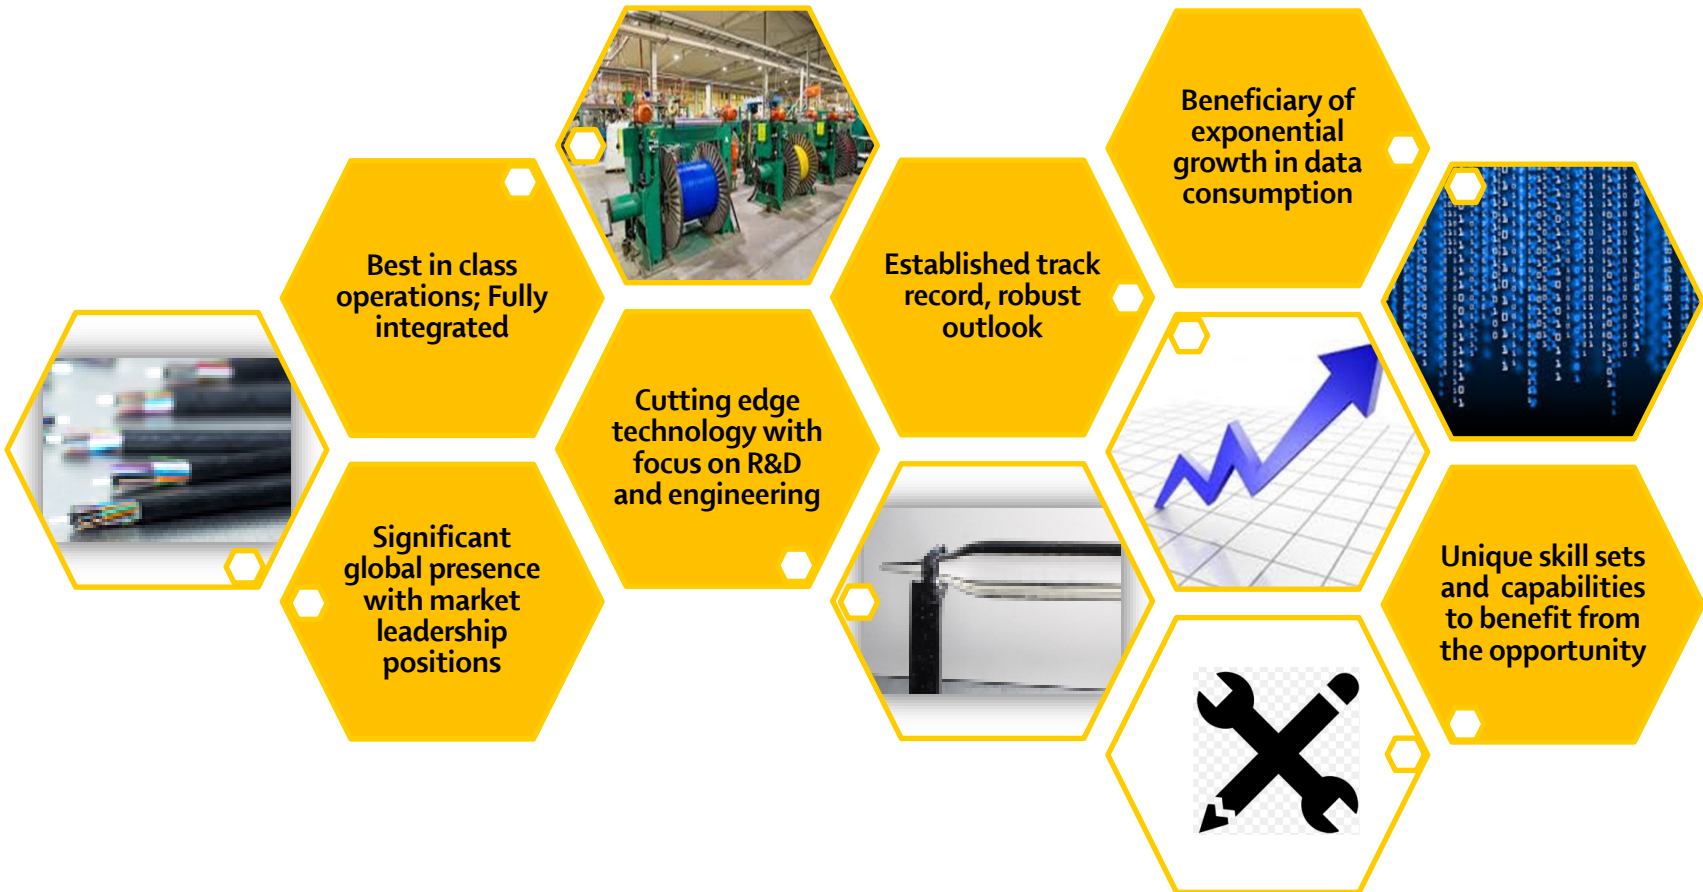 Best in class
operations; Fully
integrated
Significant
global presence
with market
leadership
positions
Cutting edge
technology with
focus on R&D
and engineering
Established track
record, robust
outlook
Beneficiary of
exponential
growth in data
consumption
Unique skill sets
and  capabilities
to benefit from
the opportunity